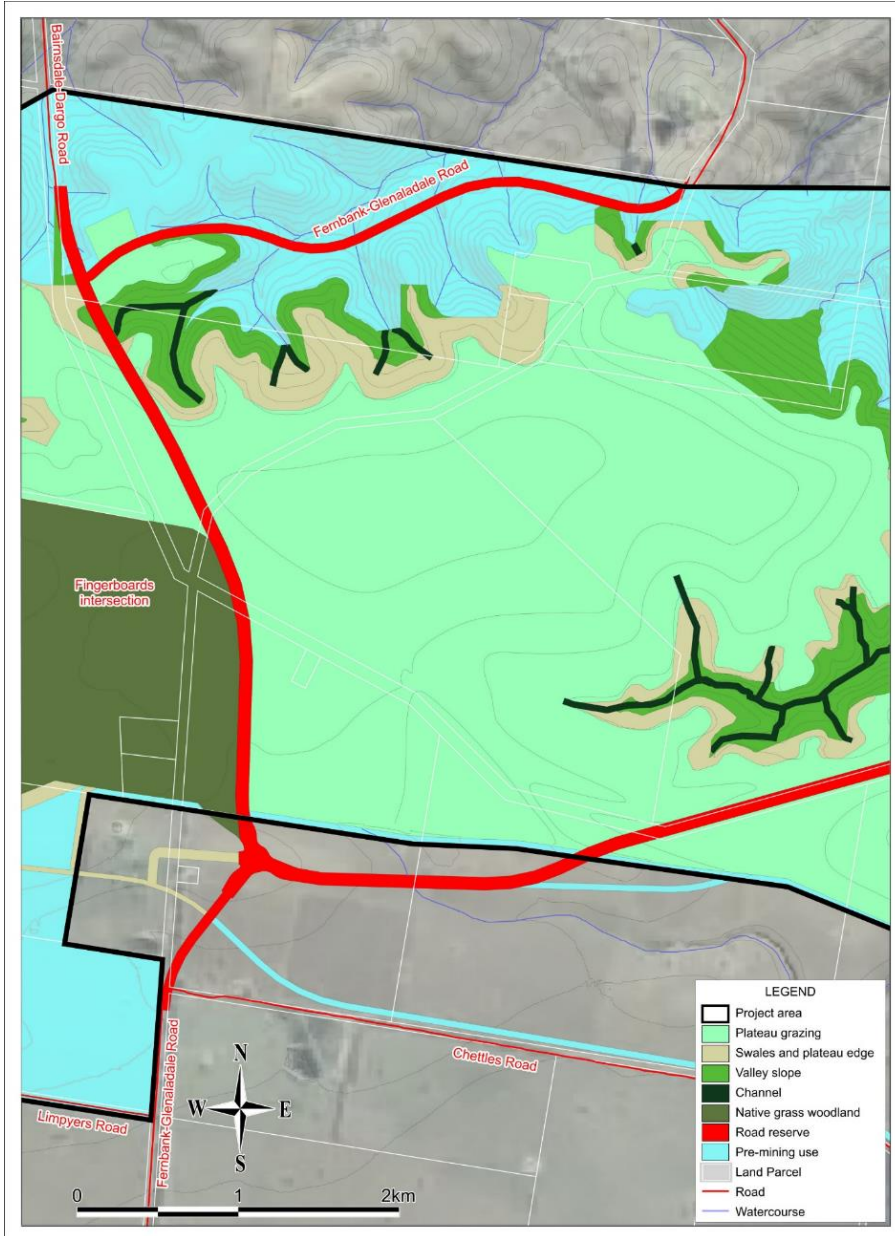 Bairnsdale-Dargo Road
Fernbank-Glenaladale Road
Fingerboards
intersection
Chettles Road
Fernbank-Glenaladale Road
Limpyers Road
N
W
E
S
0
1
2km
LEGEND
Project area
Plateau grazing
Swales and plateau edge
Valley slope
Channel
Native grass woodland
Road reserve
Pre-mining use
Land Parcel
Road
Watercourse